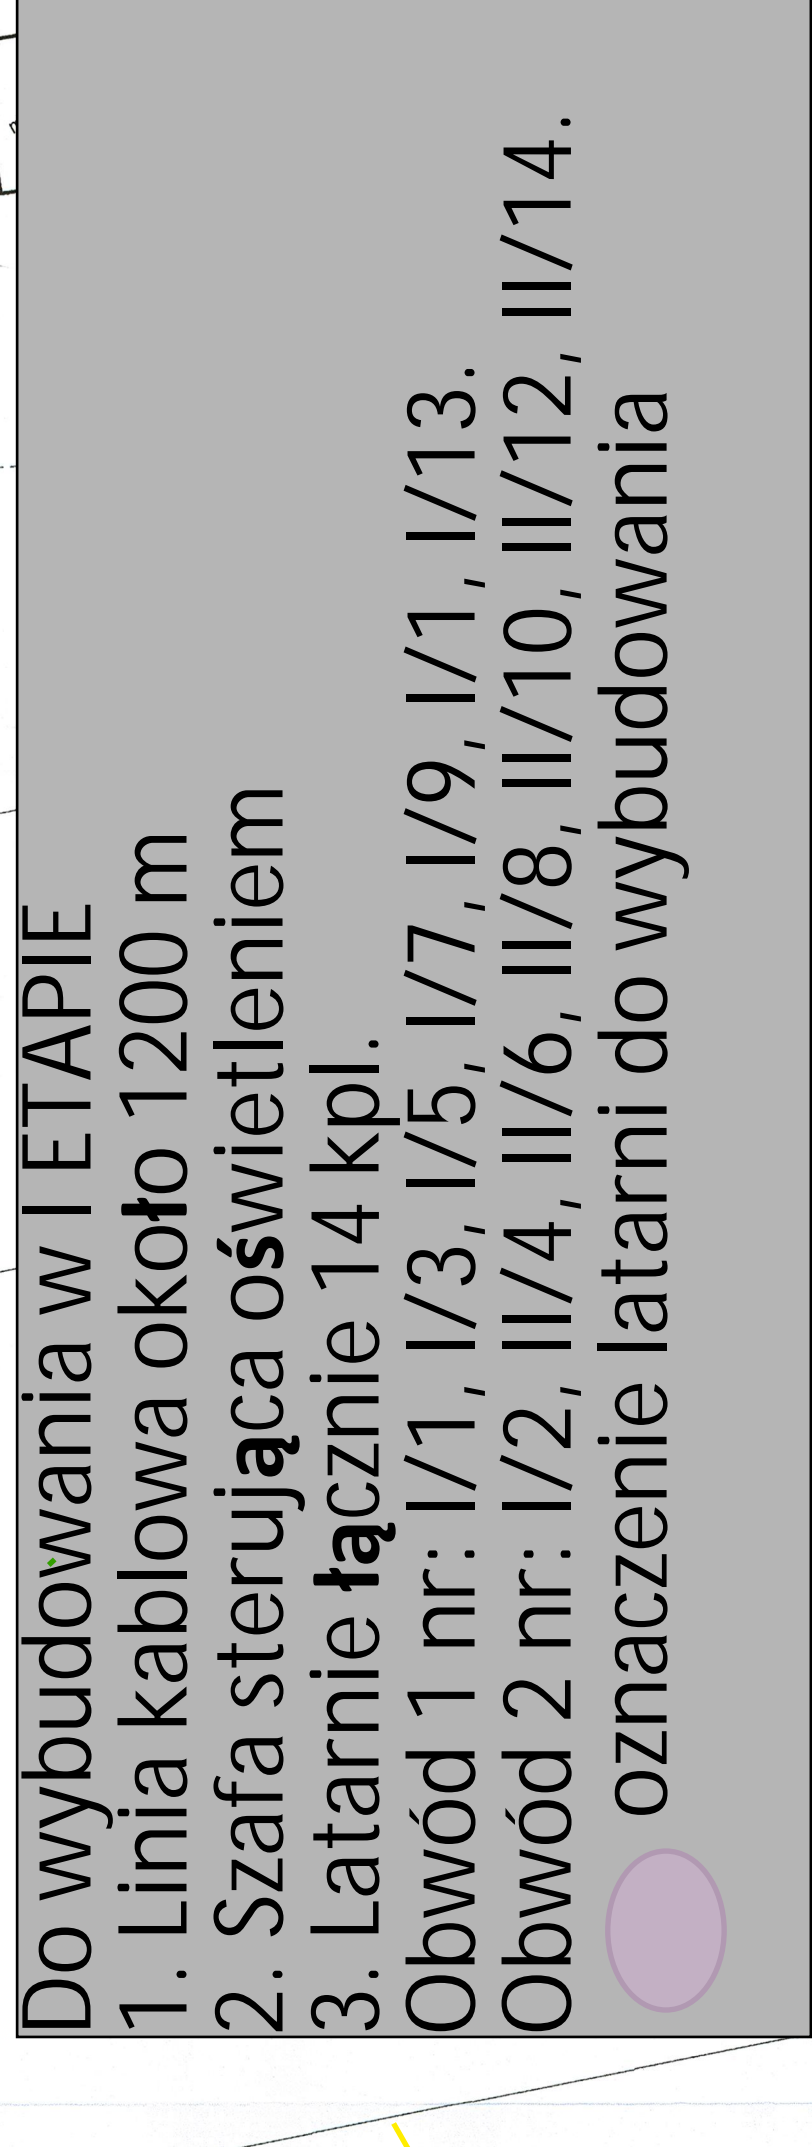 Do wybudowania w I ETAPIE
1. Linia kablowa około 1200 m
2. Szafa sterująca oświetleniem
3. Latarnie łącznie 14 kpl.
Obwód 1 nr: I/1, I/3, I/5, I/7, I/9, I/1, I/13.
Obwód 2 nr: I/2, II/4, II/6, II/8, II/10, II/12, II/14.
oznaczenie latarni do wybudowania